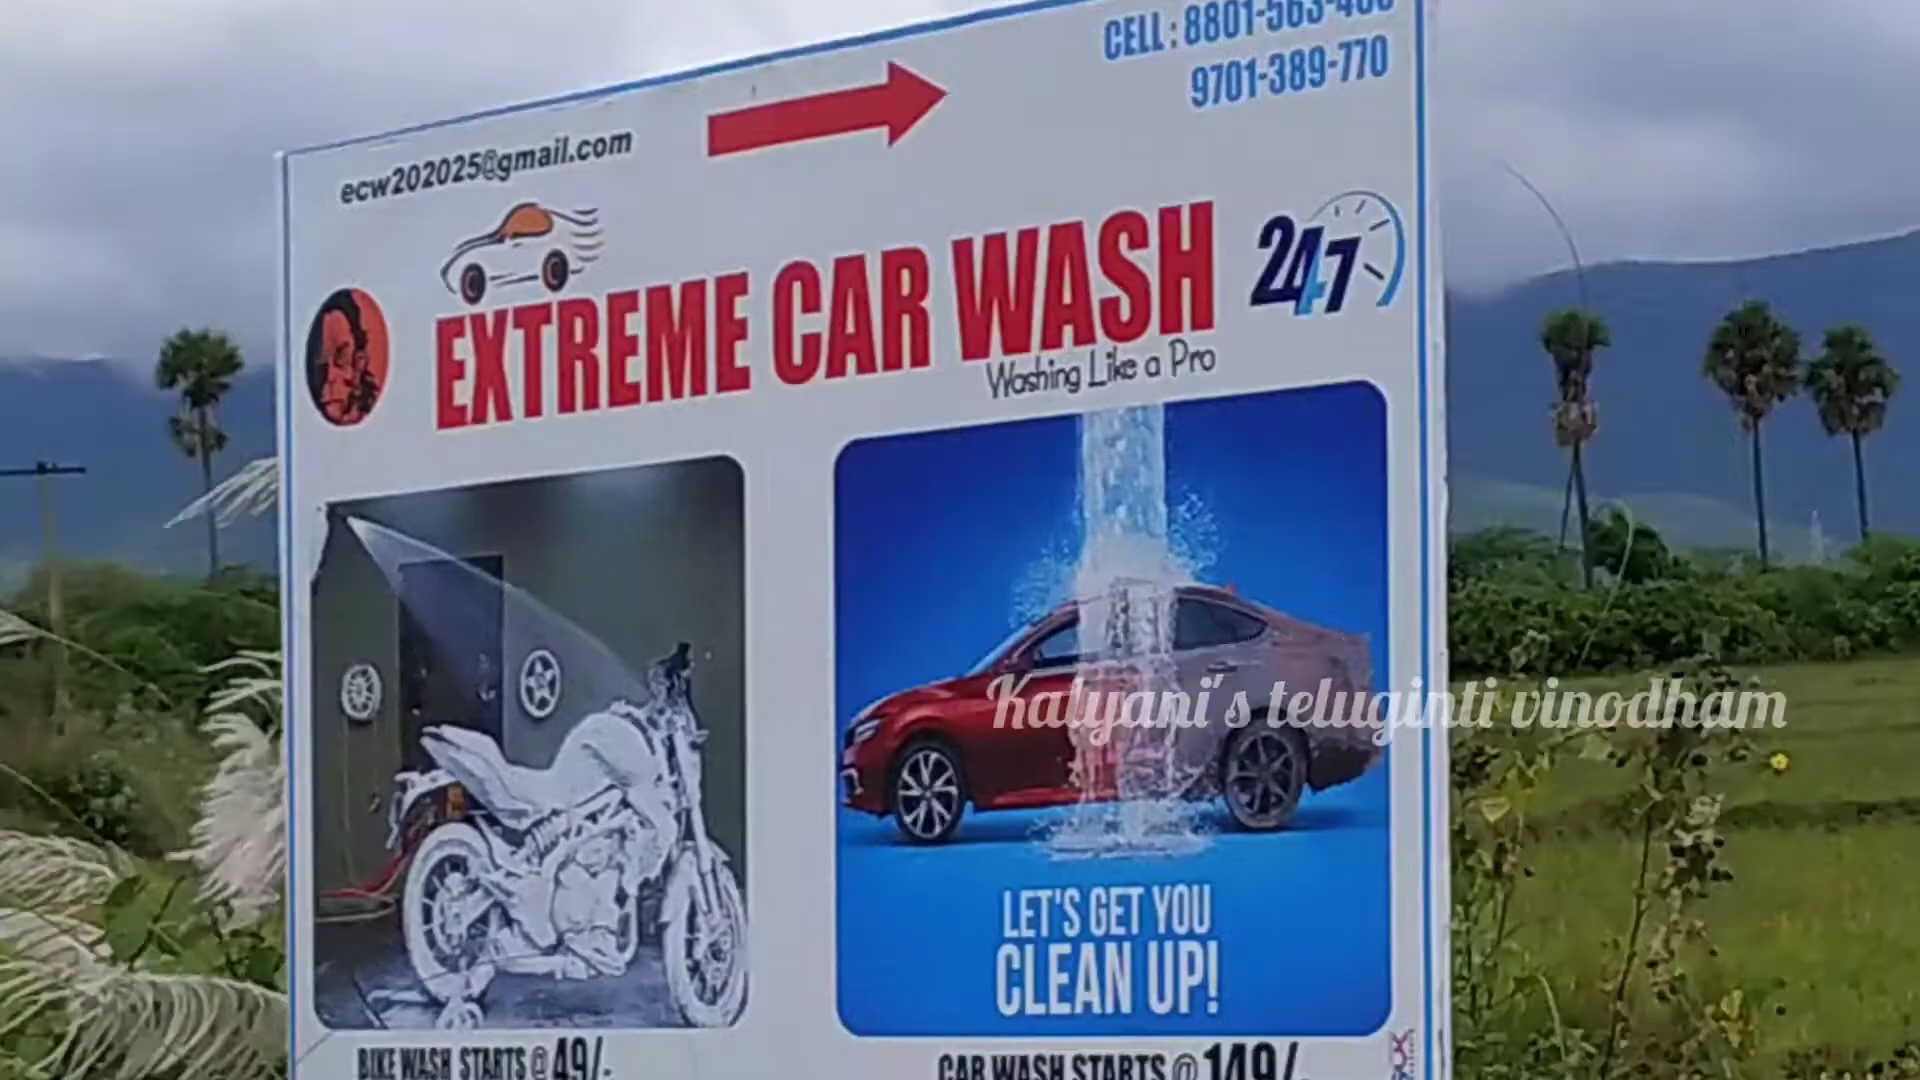 CELL : 8801-563-
9701-389-770
ecw202025@gmail.com
EXTREME CAR WASH
24/7
Washing Like a Pro
Kalyani's teluginti vinodham
LET'S GET YOU
CLEAN UP!
BIKE WASH STARTS @ 49/-
CAR WASH STARTS @ 149/-